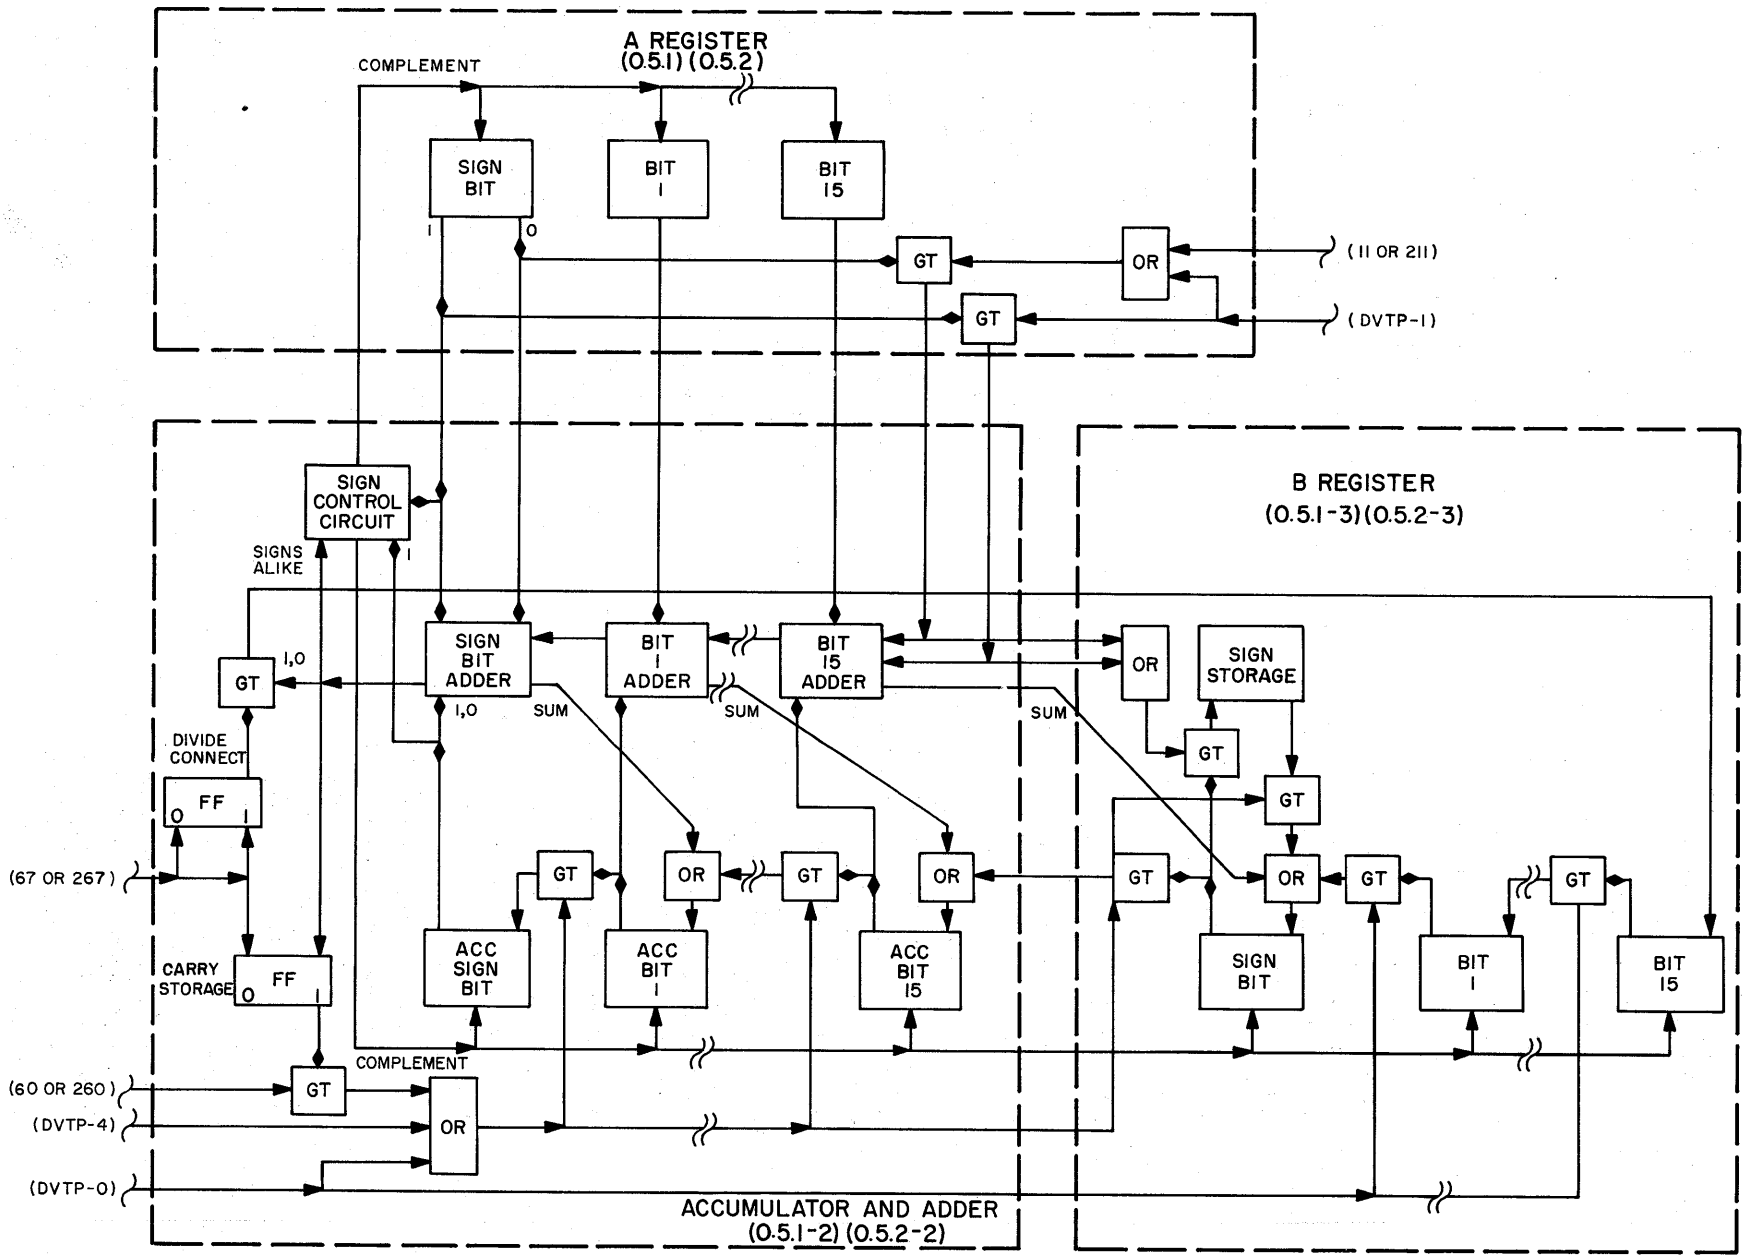 A REGISTER
(0.5.1) (0.5.2)
COMPLEMENT
SIGN
BIT
BIT
1
BIT
15
1
0
GT
OR
(11 OR 211)
GT
(DVTP-1)
SIGN
CONTROL
CIRCUIT
1
SIGNS
ALIKE
B REGISTER
(0.5.1-3) (0.5.2-3)
SIGN
BIT
ADDER
BIT
1
ADDER
BIT
15
ADDER
OR
SIGN
STORAGE
1,0
GT
1,0
SUM
SUM
SUM
DIVIDE
CONNECT
GT
FF
0
1
GT
(67 OR 267)
GT
OR
GT
OR
GT
OR
GT
GT
ACC
SIGN
BIT
ACC
BIT
1
ACC
BIT
15
SIGN
BIT
BIT
1
BIT
15
CARRY
STORAGE
FF
0
1
COMPLEMENT
(60 OR 260)
GT
(DVTP-4)
OR
(DVTP-0)
ACCUMULATOR AND ADDER
(0.5.1-2) (0.5.2-2)